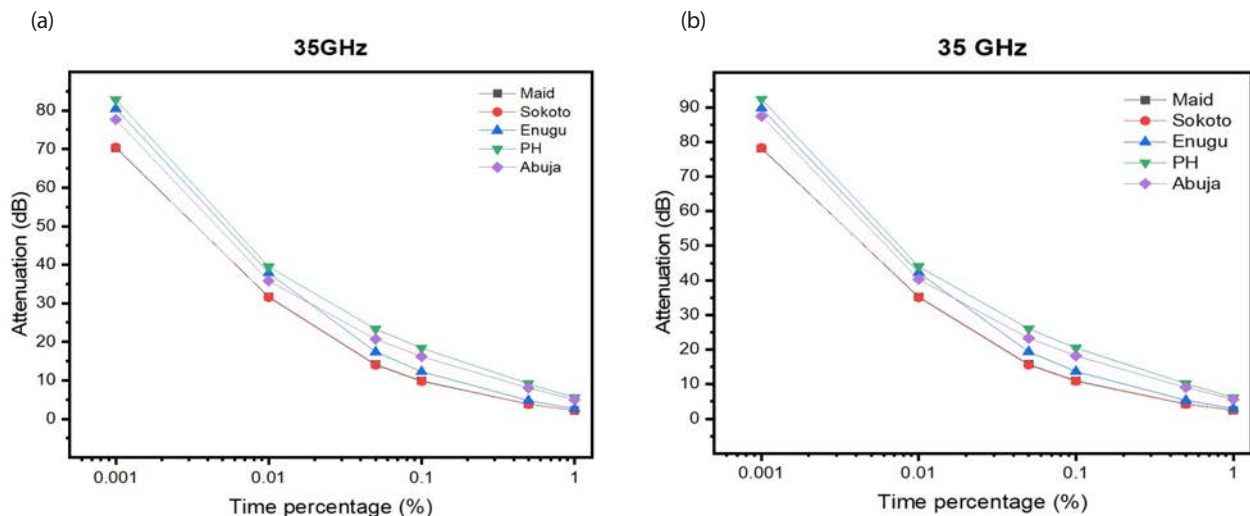 (a)
35GHz
Maid
Sokoto
Enugu
PH
Abuja
Attenuation (dB)
80
70
60
50
40
30
20
10
0
0.001 0.01 0.1 1
Time percentage (%)
(b)
35 GHz
Maid
Sokoto
Enugu
PH
Abuja
Attenuation (dB)
90
80
70
60
50
40
30
20
10
0
0.001 0.01 0.1 1
Time percentage (%)